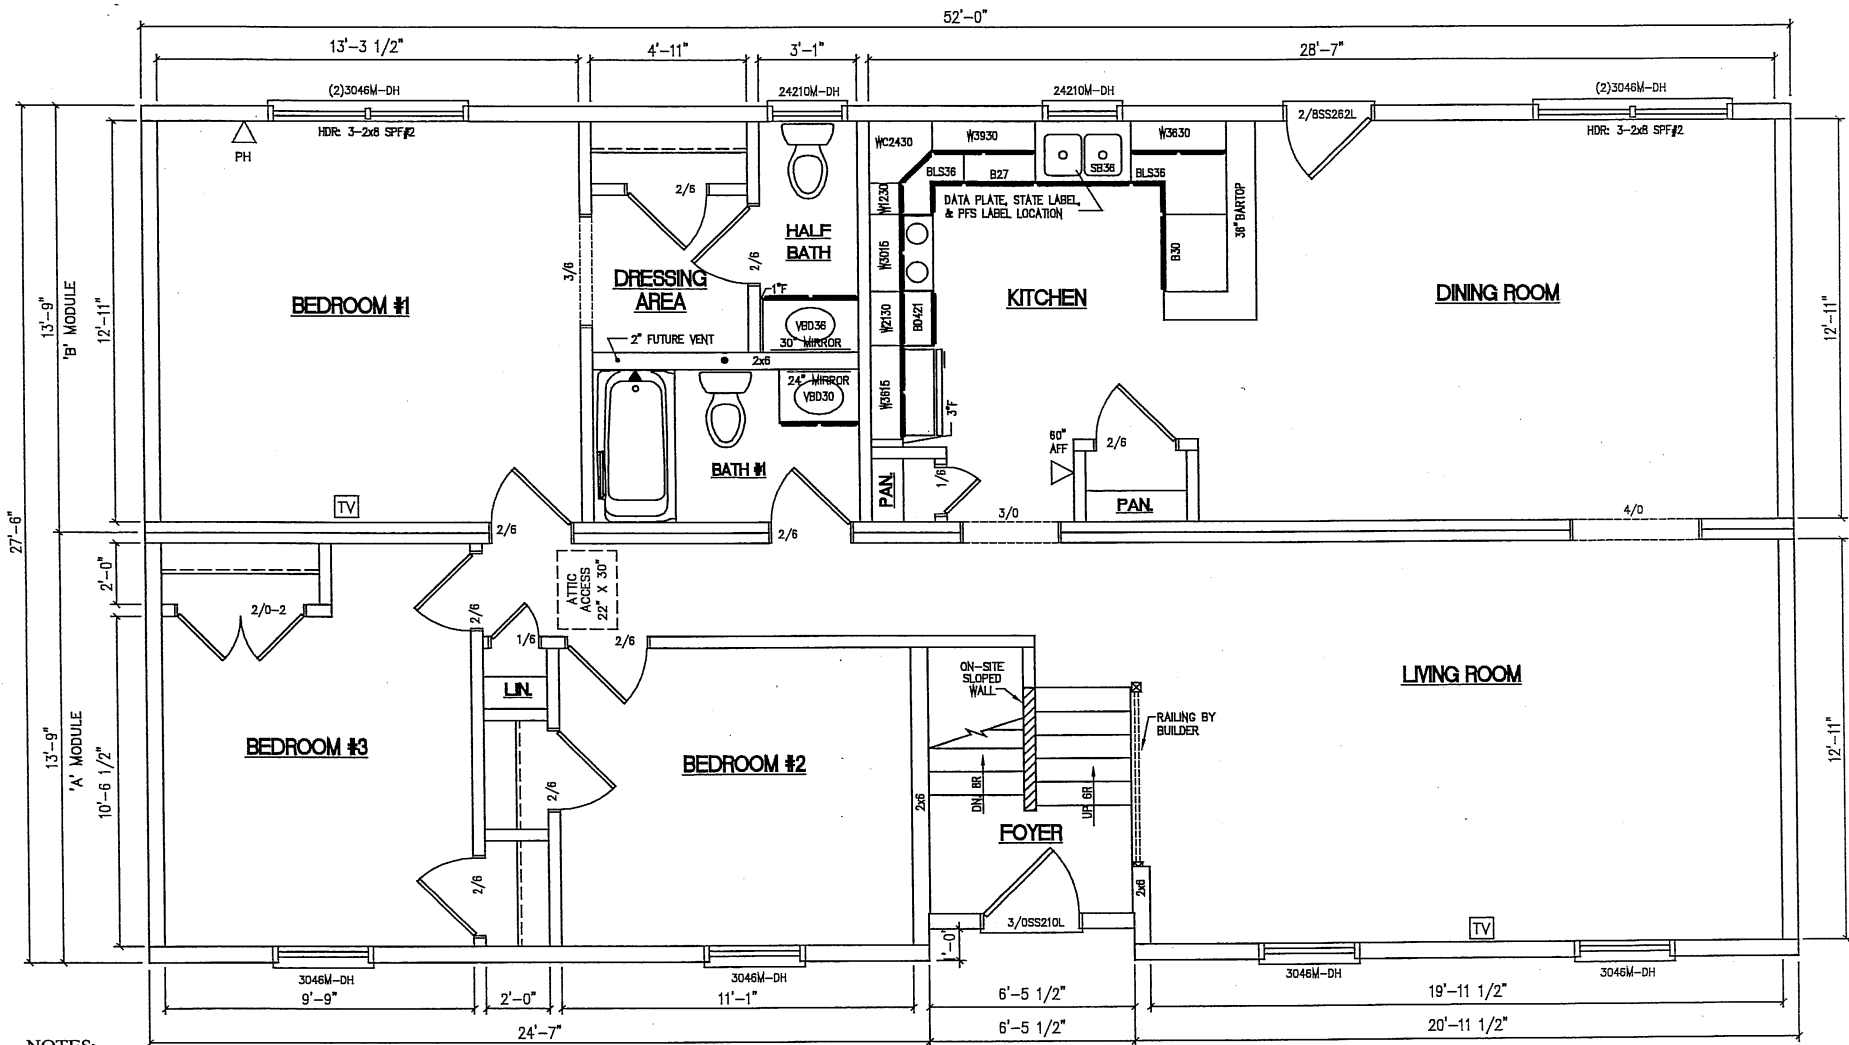 52'-0"
13'-3 1/2"
4'-11"
3'-1"
28'-7"
(2)3046M-DH
24210M-DH
24210M-DH
2/8SS262L
(2)3046M-DH
HDR: 3-2x8 SPF#2
HDR: 3-2x8 SPF#2
PH
WC2430
W3930
W3630
BLS36
B27
SB36
BLS36
DATA PLATE, STATE LABEL,
& PFS LABEL LOCATION
W1230
W3015
W2130
BD421
W3615
3"F
B30
36" BARTOP
2/6
HALF
BATH
2/6
3/6
DRESSING
AREA
1"F
VBD36
30" MIRROR
2" FUTURE VENT
2x6
24" MIRROR
VBD30
BEDROOM #1
KITCHEN
DINING ROOM
13'-9"
'B' MODULE
12'-11"
12'-11"
27'-6"
BATH #1
TV
2/6
2/6
PAN.
1/6
60"
AFF
2/6
PAN.
3/0
4/0
2'-0"
2/0-2
2/6
1/6
ATTIC
ACCESS
22" X 30"
2/6
LIN.
ON-SITE
SLOPED
WALL
RAILING BY
BUILDER
LIVING ROOM
BEDROOM #3
BEDROOM #2
13'-9"
'A' MODULE
10'-6 1/2"
12'-11"
2/6
2x6
DN. 8R
UP 6R
FOYER
2/6
2x6
3/0SS210L
1'-0"
TV
3046M-DH
3046M-DH
3046M-DH
3046M-DH
9'-9"
2'-0"
11'-1"
6'-5 1/2"
19'-11 1/2"
24'-7"
6'-5 1/2"
20'-11 1/2"
NOTES: